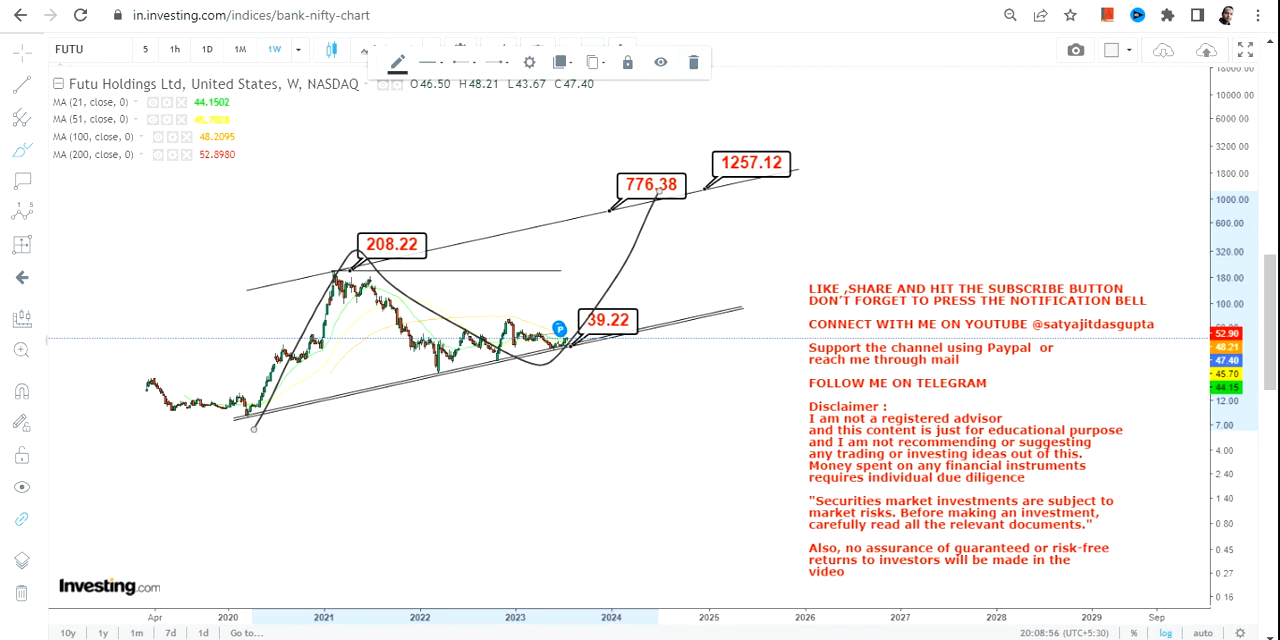 in.investing.com/indices/bank-nifty-chart
FUTU 5 1h 1D 1M 1W
Futu Holdings Ltd, United States, W, NASDAQ O46.50 H48.21 L43.67 C47.40
MA (21, close, 0) 44.1502
MA (51, close, 0)
MA (100, close, 0) 48.2095
MA (200, close, 0) 52.8980
1257.12
776.38
208.22
39.22
P
LIKE ,SHARE AND HIT THE SUBSCRIBE BUTTON
DON'T FORGET TO PRESS THE NOTIFICATION BELL
CONNECT WITH ME ON YOUTUBE @satyajitdasgupta
Support the channel using Paypal or
reach me through mail
FOLLOW ME ON TELEGRAM
Disclaimer :
I am not a registered advisor
and this content is just for educational purpose
and I am not recommending or suggesting
any trading or investing ideas out of this.
Money spent on any financial instruments
requires individual due diligence
"Securities market investments are subject to
market risks. Before making an investment,
carefully read all the relevant documents."
Also, no assurance of guaranteed or risk-free
returns to investors will be made in the
video
10000.00
6000.00
3200.00
1800.00
1000.00
600.00
320.00
180.00
100.00
52.90
48.21
47.40
45.70
44.15
12.00
7.00
4.00
2.40
1.40
0.80
0.45
0.27
0.16
Investing.com
Apr 2020 2021 2022 2023 2024 2025 2026 2027 2028 2029 Sep
10y 1y 1m 7d 1d Go to... 20:08:56 (UTC+5:30) % log auto